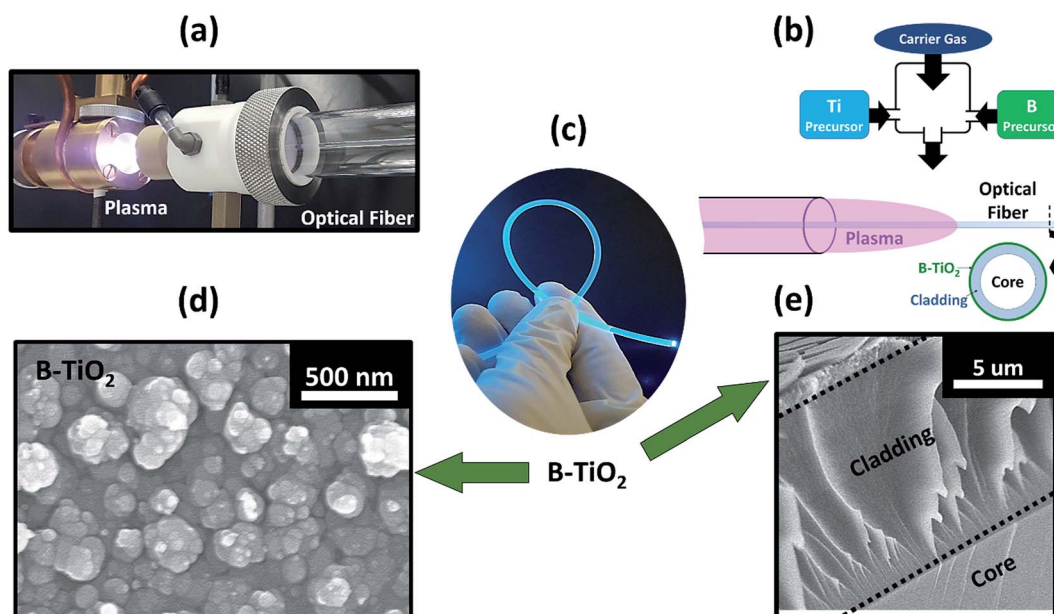 (a)
Plasma
Optical Fiber
(b)
Carrier Gas
Ti
Precursor
B
Precursor
Optical
Fiber
Plasma
B-TiO₂
Cladding
Core
(c)
B-TiO₂
(d)
B-TiO₂
500 nm
(e)
5 um
Cladding
Core